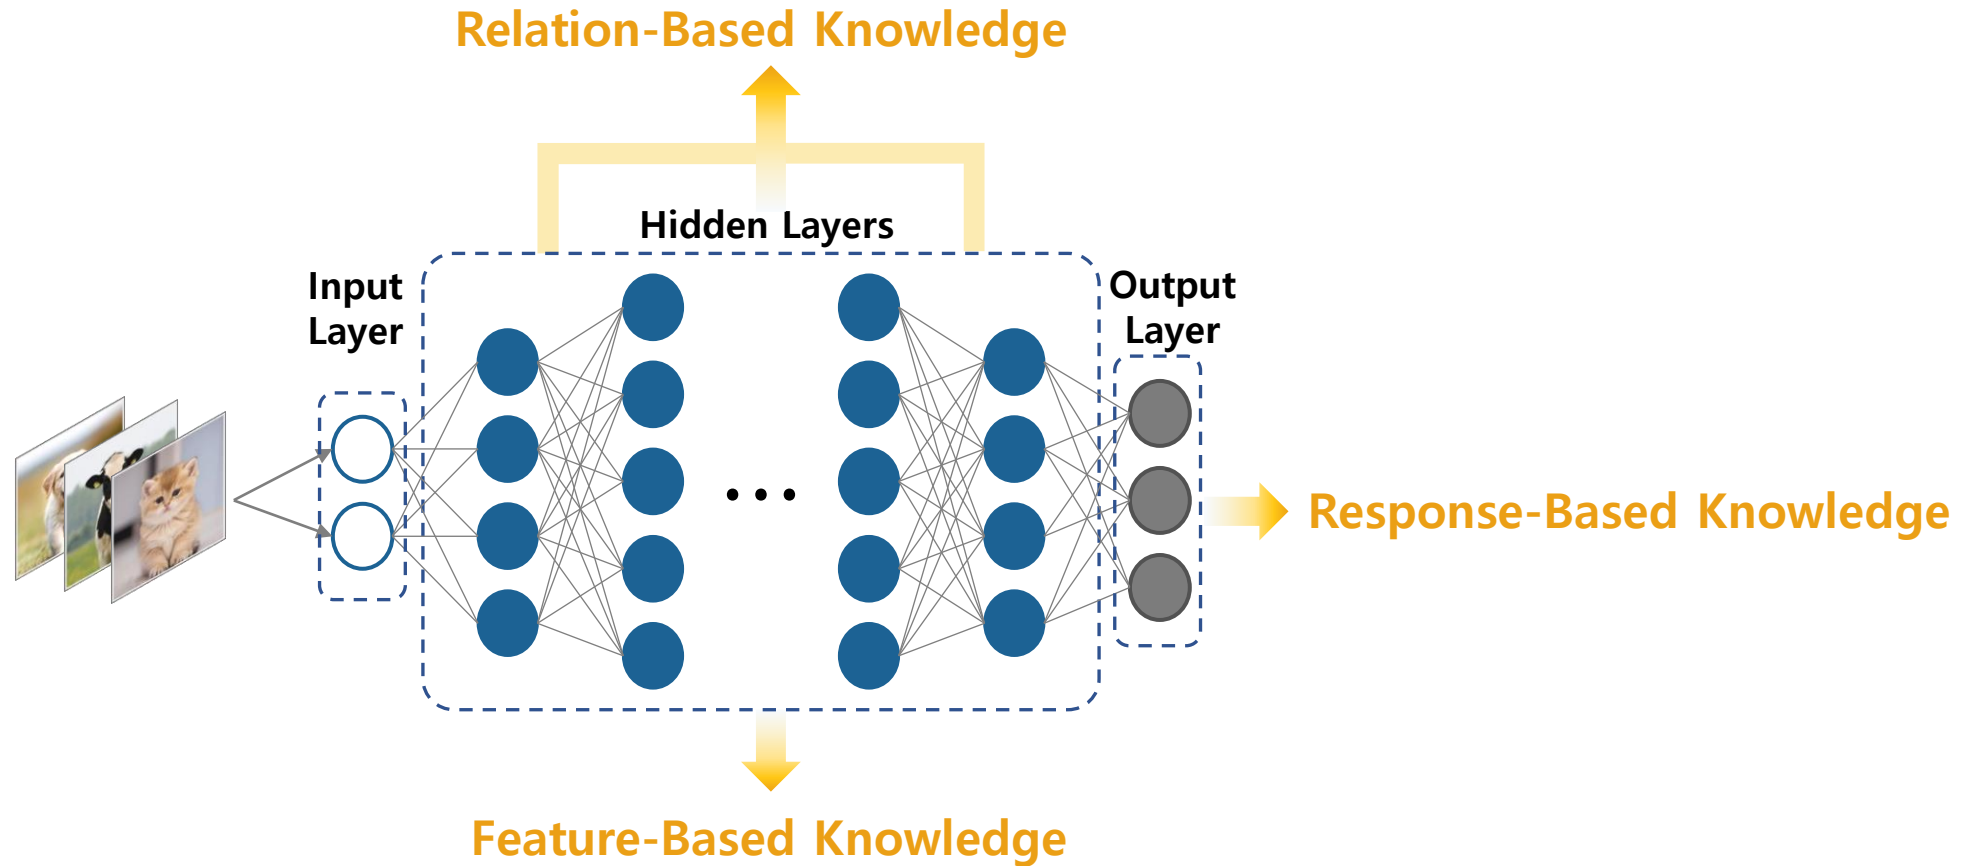 Relation-Based Knowledge
Hidden Layers
Input
Layer
Output
Layer
...
Response-Based Knowledge
Feature-Based Knowledge